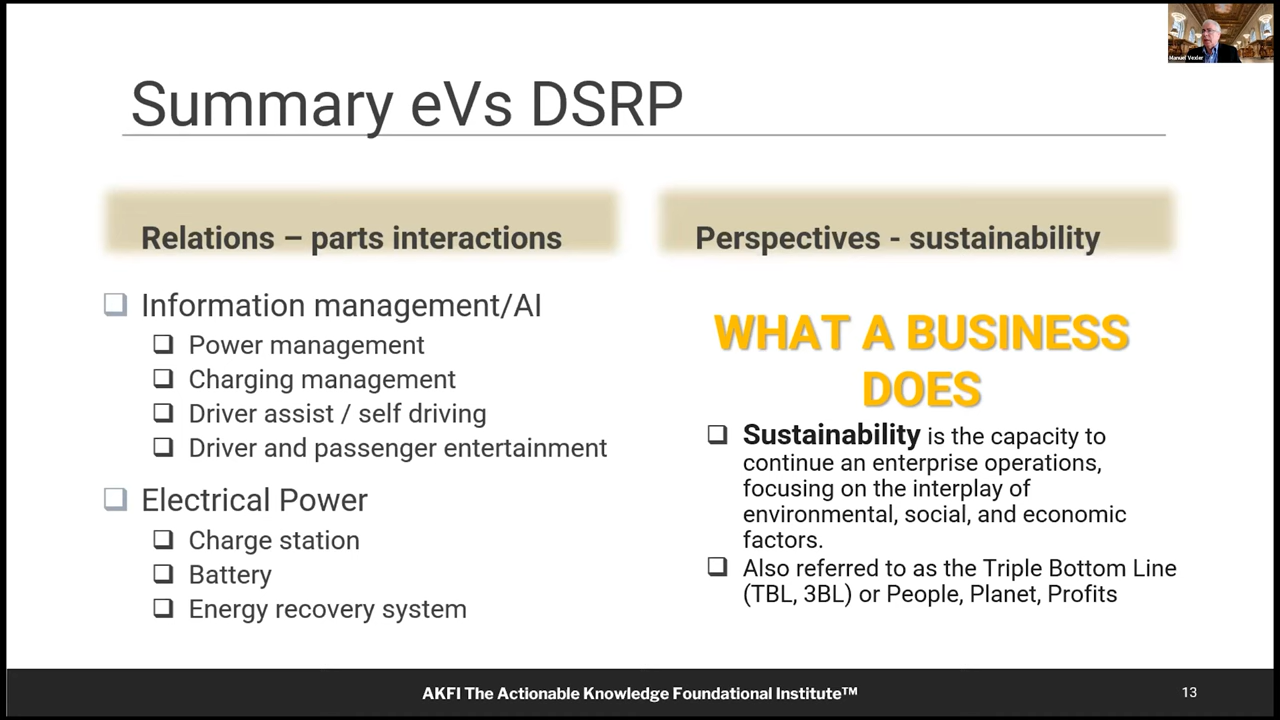 Manuel Vexler
Summary eVs DSRP
Relations – parts interactions
Information management/AI
Power management
Charging management
Driver assist / self driving
Driver and passenger entertainment
Electrical Power
Charge station
Battery
Energy recovery system
Perspectives - sustainability
WHAT A BUSINESS
DOES
Sustainability is the capacity to
continue an enterprise operations,
focusing on the interplay of
environmental, social, and economic
factors.
Also referred to as the Triple Bottom Line
(TBL, 3BL) or People, Planet, Profits
AKFI The Actionable Knowledge Foundational Institute™
13